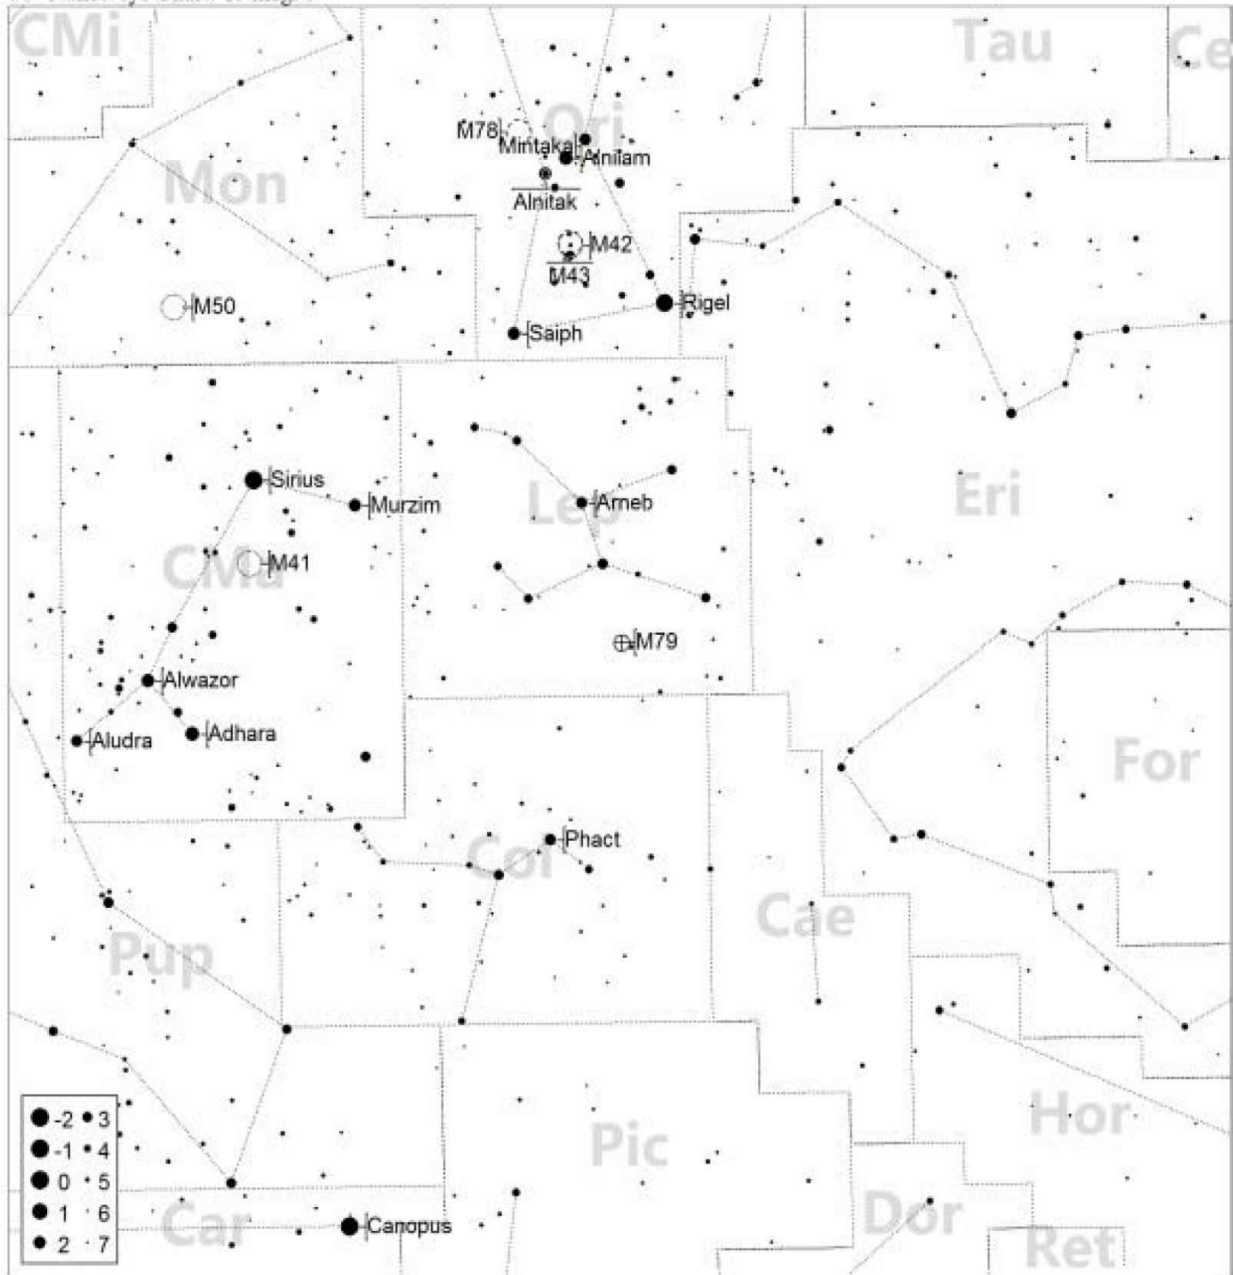 CMi
Tau
Ce
Ori
M78
Mintaka
Alnilam
Mon
Alnitak
M42
M43
M50
Rigel
Saiph
Sirius
Murzim
Lep
Arneb
Eri
CMa
M41
M79
Alwazor
Adhara
Aludra
For
Phact
Col
Cae
Pup
Hor
Pic
-2 3
-1 4
0 5
1 6
2 7
Car
Canopus
Dor
Ret